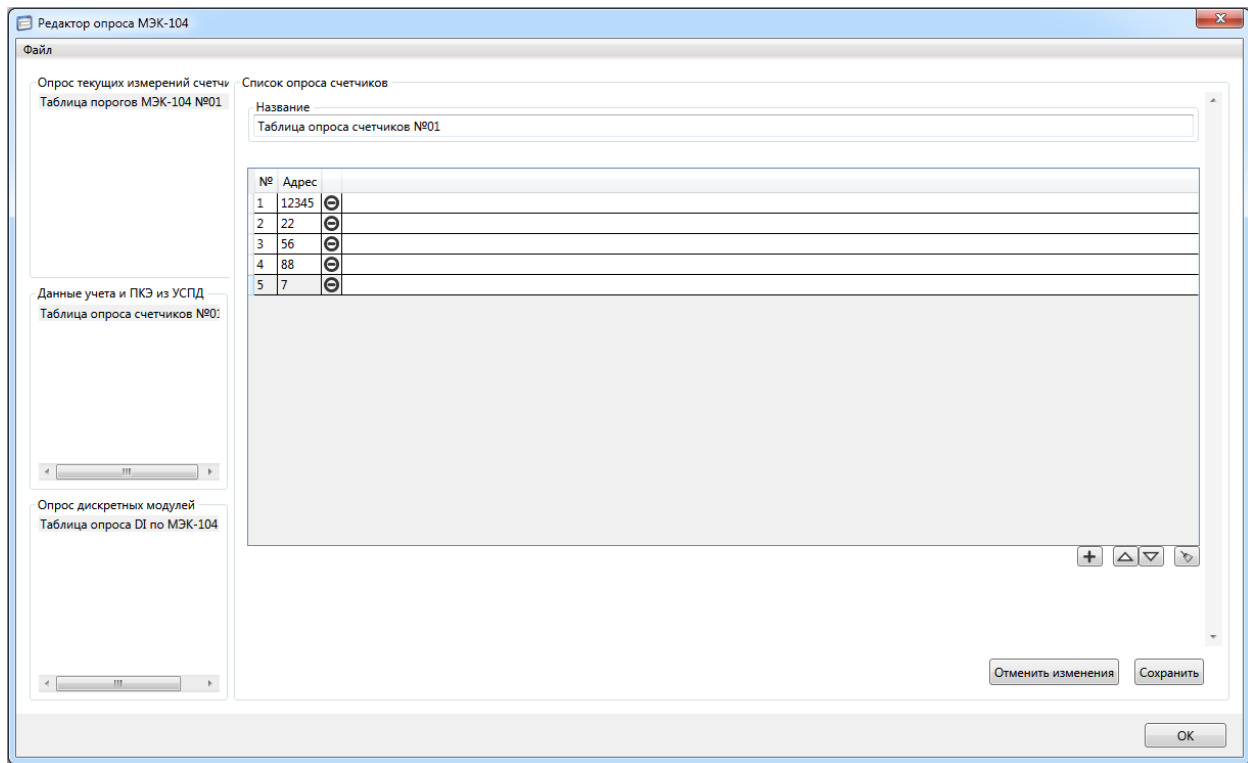 Редактор опроса МЭК-104
Файл
Опрос текущих измерений счетчи
Таблица порогов МЭК-104 №01
Данные учета и ПКЭ из УСПД
Таблица опроса счетчиков №01
Опрос дискретных модулей
Таблица опроса DI по МЭК-104
Список опроса счетчиков
Название
Таблица опроса счетчиков №01
№ Адрес
1 12345
2 22
3 56
4 88
5 7
Отменить изменения Сохранить
OK